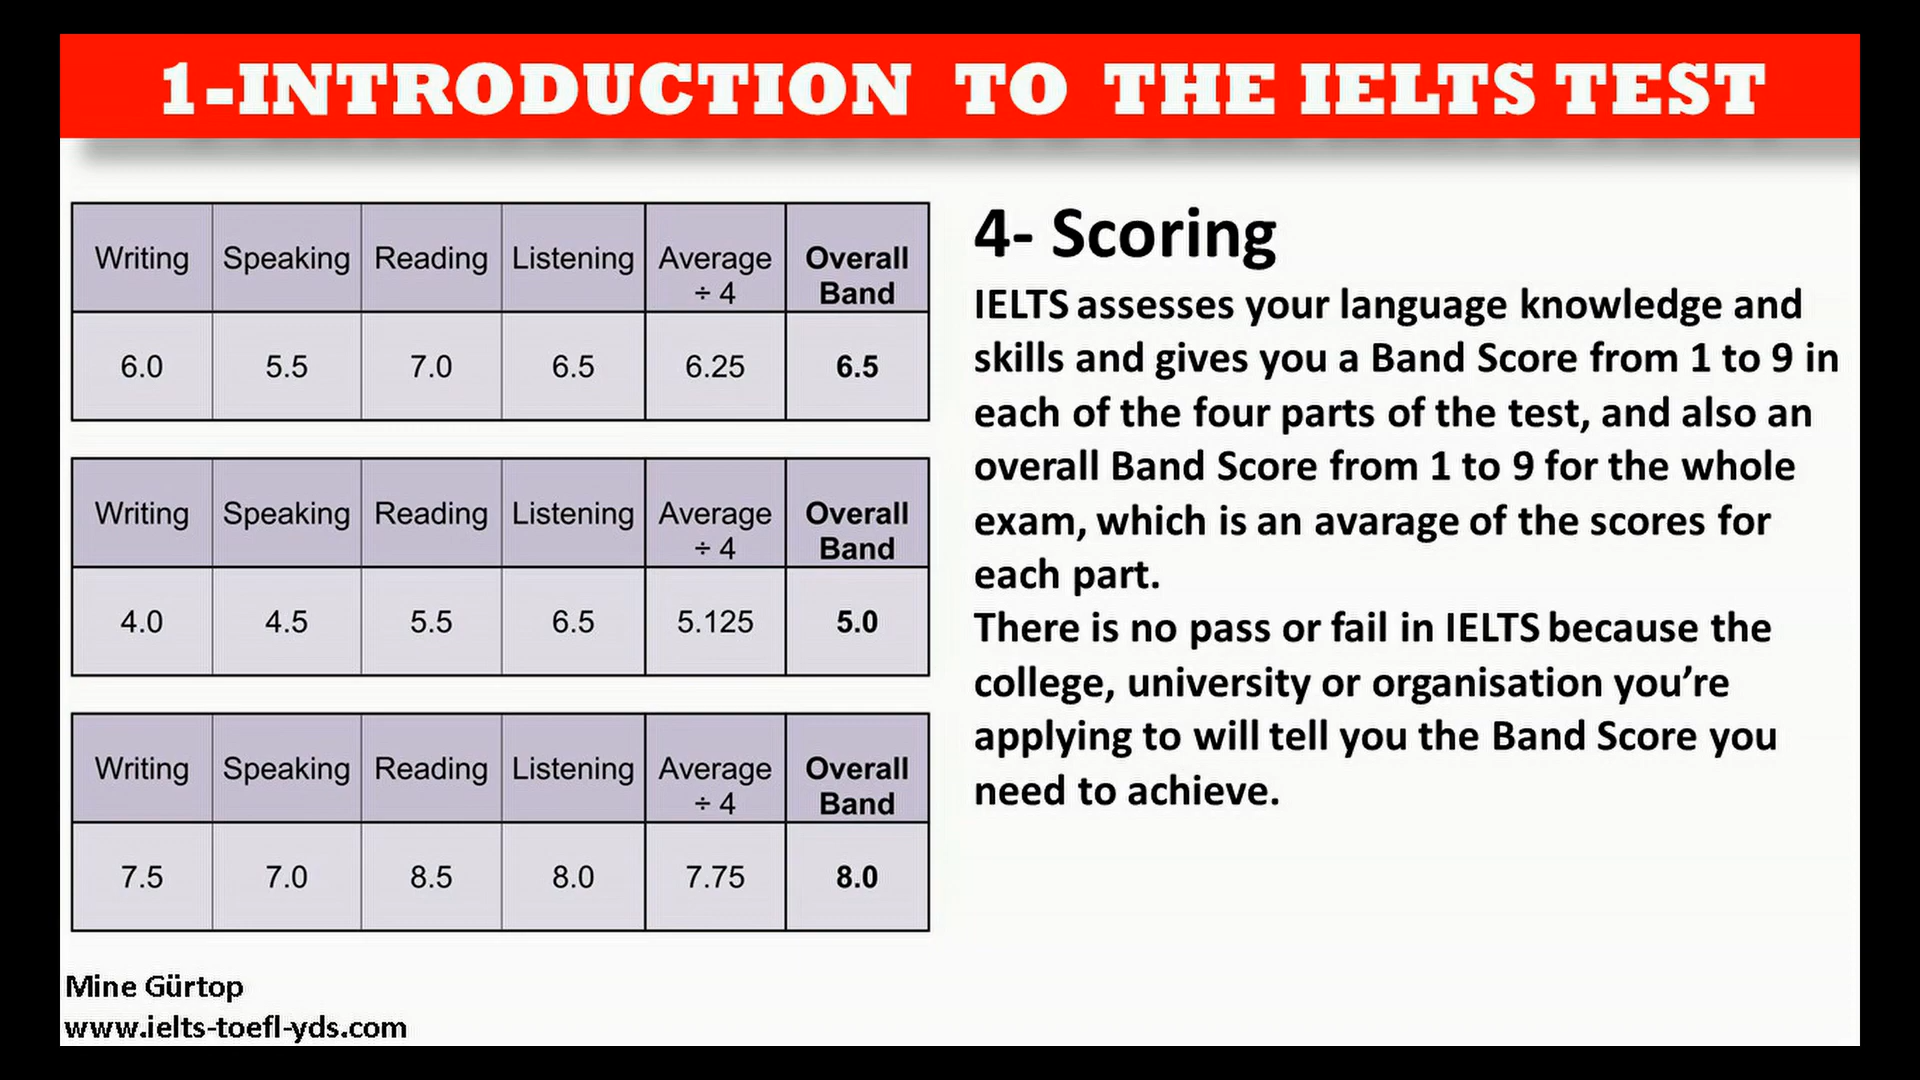 1-INTRODUCTION TO THE IELTS TEST
Writing Speaking Reading Listening Average ÷ 4 Overall Band
6.0 5.5 7.0 6.5 6.25 6.5
Writing Speaking Reading Listening Average ÷ 4 Overall Band
4.0 4.5 5.5 6.5 5.125 5.0
Writing Speaking Reading Listening Average ÷ 4 Overall Band
7.5 7.0 8.5 8.0 7.75 8.0
4- Scoring
IELTS assesses your language knowledge and
skills and gives you a Band Score from 1 to 9 in
each of the four parts of the test, and also an
overall Band Score from 1 to 9 for the whole
exam, which is an avarage of the scores for
each part.
There is no pass or fail in IELTS because the
college, university or organisation you’re
applying to will tell you the Band Score you
need to achieve.
Mine Gürtop
www.ielts-toefl-yds.com